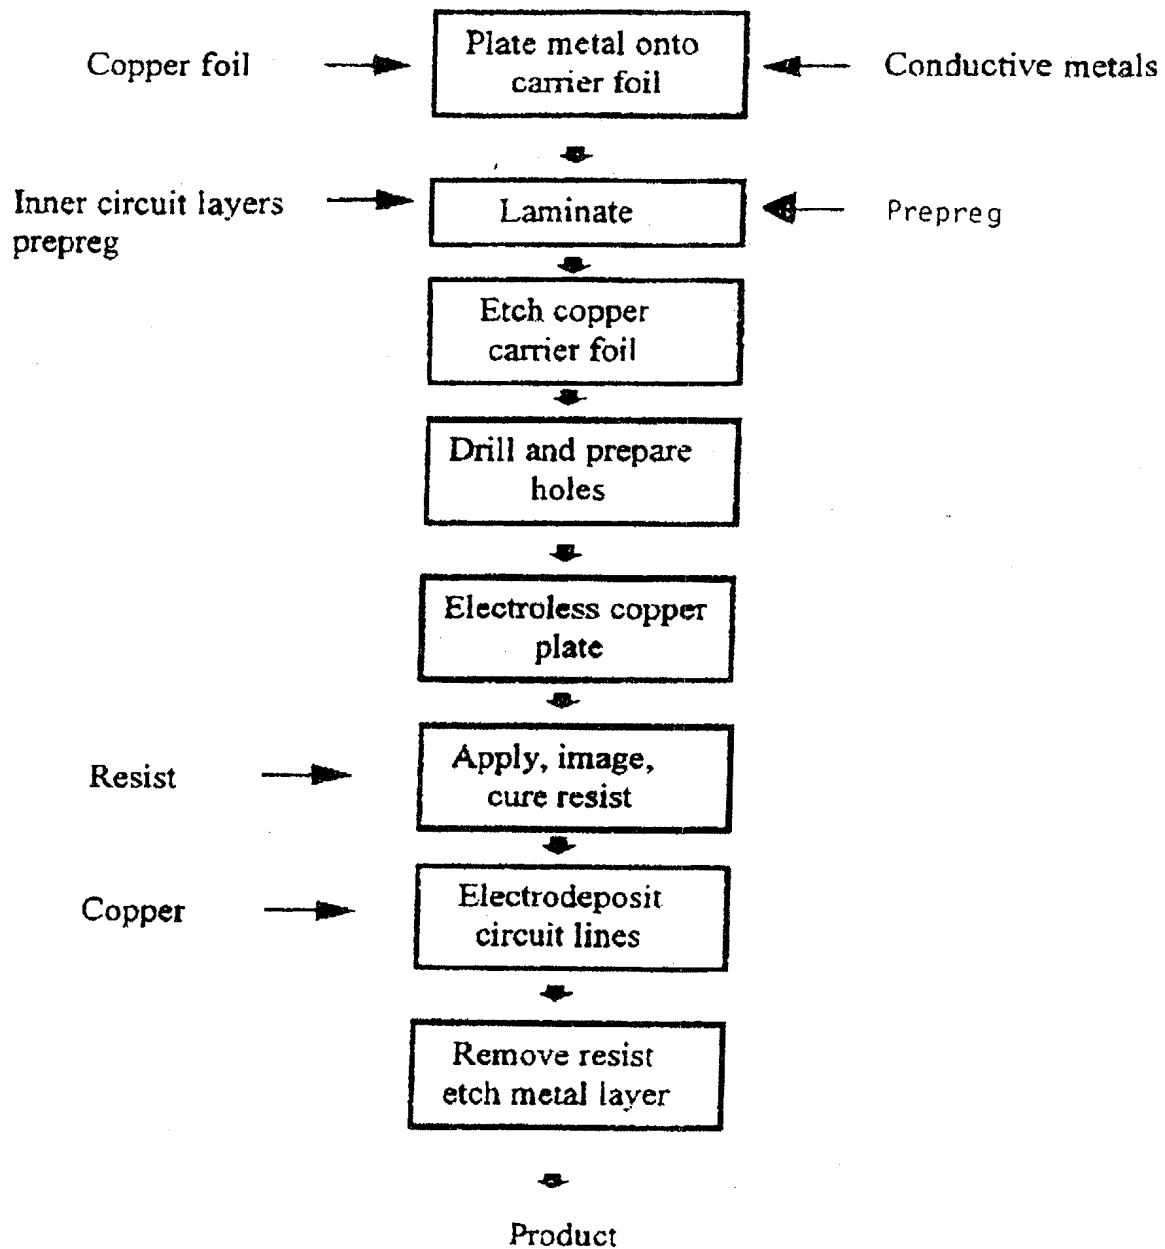 Copper foil
Plate metal onto
carrier foil
Conductive metals
Inner circuit layers
prepreg
Laminate
Prepreg
Etch copper
carrier foil
Drill and prepare
holes
Electroless copper
plate
Resist
Apply, image,
cure resist
Copper
Electrodeposit
circuit lines
Remove resist
etch metal layer
Product